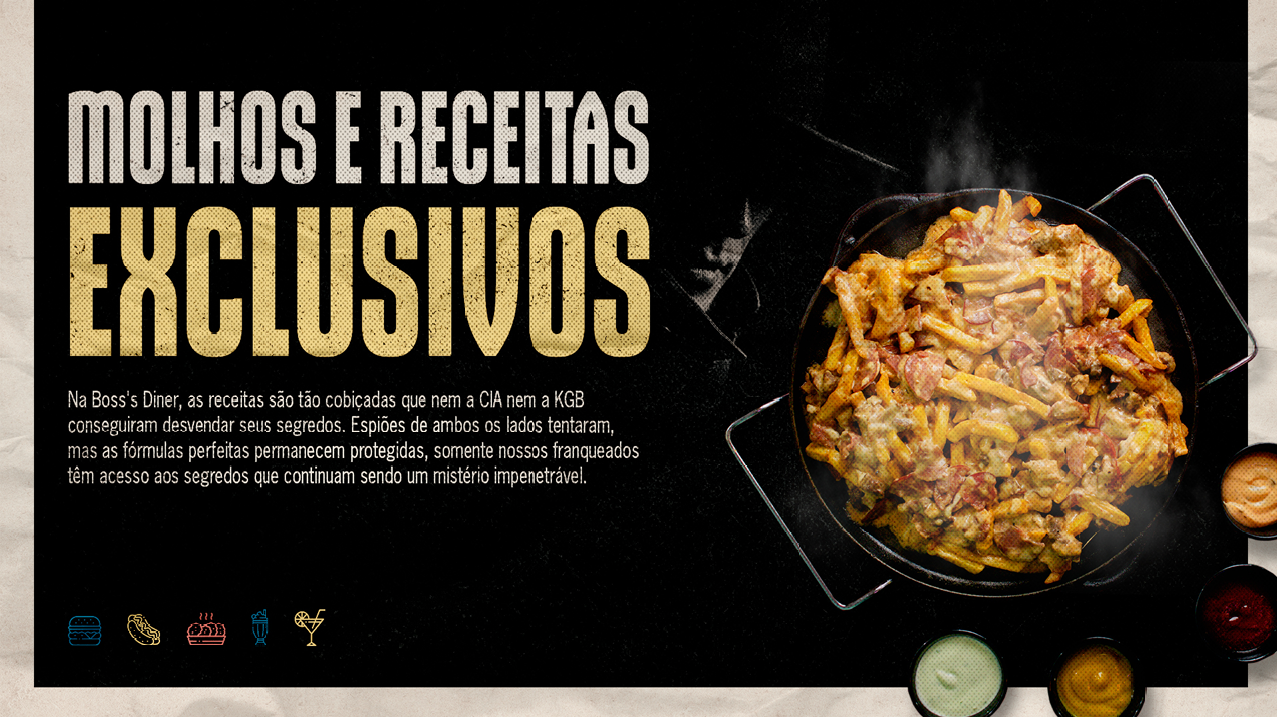 MOLHOS E RECEITAS
EXCLUSIVOS
Na Boss's Diner, as receitas são tão cobiçadas que nem a CIA nem a KGB
conseguiram desvendar seus segredos. Espiões de ambos os lados tentaram,
mas as fórmulas perfeitas permanecem protegidas, somente nossos franqueados
têm acesso aos segredos que continuam sendo um mistério impenetrável.